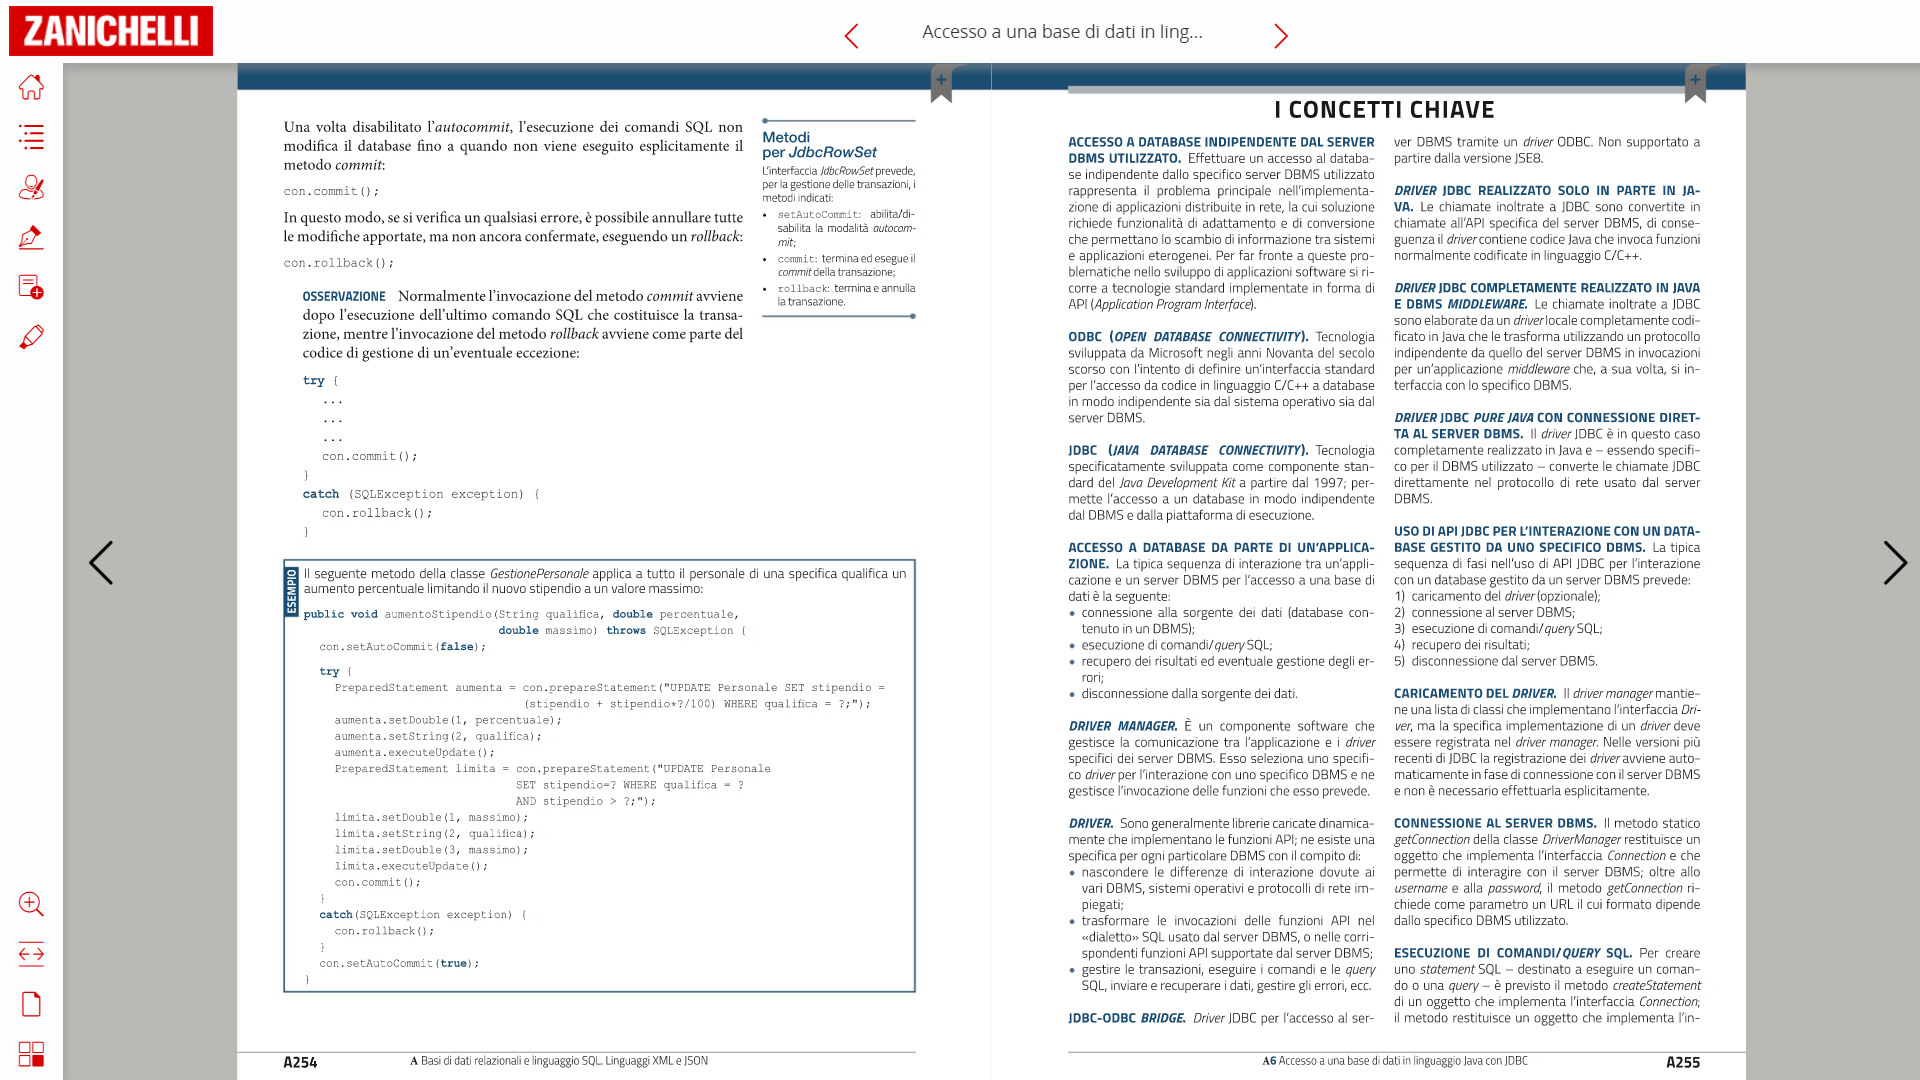 ZANICHELLI
Accesso a una base di dati in ling...
Una volta disabilitato l’autocommit, l’esecuzione dei comandi SQL non
modifica il database fino a quando non viene eseguito esplicitamente il
metodo commit:
con.commit();
In questo modo, se si verifica un qualsiasi errore, è possibile annullare tutte
le modifiche apportate, ma non ancora confermate, eseguendo un rollback:
con.rollback();
OSSERVAZIONE Normalmente l’invocazione del metodo commit avviene
dopo l’esecuzione dell’ultimo comando SQL che costituisce la transa-
zione, mentre l’invocazione del metodo rollback avviene come parte del
codice di gestione di un’eventuale eccezione:
try {
...
...
...
con.commit();
}
catch (SQLException exception) {
con.rollback();
}
Metodi
per JdbcRowSet
L’interfaccia JdbcRowSet prevede,
per la gestione delle transazioni, i
metodi indicati:
• setAutoCommit: abilita/di-
sabilita la modalità autocom-
mit;
• commit: termina ed esegue il
commit della transazione;
• rollback: termina e annulla
la transazione.
ESEMPIO
Il seguente metodo della classe GestionePersonale applica a tutto il personale di una specifica qualifica un
aumento percentuale limitando il nuovo stipendio a un valore massimo:
public void aumentoStipendio(String qualifica, double percentuale,
double massimo) throws SQLException {
con.setAutoCommit(false);
try {
PreparedStatement aumenta = con.prepareStatement("UPDATE Personale SET stipendio =
(stipendio + stipendio*?/100) WHERE qualifica = ?;");
aumenta.setDouble(1, percentuale);
aumenta.setString(2, qualifica);
aumenta.executeUpdate();
PreparedStatement limita = con.prepareStatement("UPDATE Personale
SET stipendio=? WHERE qualifica = ?
AND stipendio > ?;");
limita.setDouble(1, massimo);
limita.setString(2, qualifica);
limita.setDouble(3, massimo);
limita.executeUpdate();
con.commit();
}
catch(SQLException exception) {
con.rollback();
}
con.setAutoCommit(true);
}
A254
A Basi di dati relazionali e linguaggio SQL. Linguaggi XML e JSON
I CONCETTI CHIAVE
ACCESSO A DATABASE INDIPENDENTE DAL SERVER
DBMS UTILIZZATO. Effettuare un accesso al databa-
se indipendente dallo specifico server DBMS utilizzato
rappresenta il problema principale nell’implementa-
zione di applicazioni distribuite in rete, la cui soluzione
richiede funzionalità di adattamento e di conversione
che permettano lo scambio di informazione tra sistemi
e applicazioni eterogenei. Per far fronte a queste pro-
blematiche nello sviluppo di applicazioni software si ri-
corre a tecnologie standard implementate in forma di
API (Application Program Interface).
ODBC (OPEN DATABASE CONNECTIVITY). Tecnologia
sviluppata da Microsoft negli anni Novanta del secolo
scorso con l’intento di definire un’interfaccia standard
per l’accesso da codice in linguaggio C/C++ a database
in modo indipendente sia dal sistema operativo sia dal
server DBMS.
JDBC (JAVA DATABASE CONNECTIVITY). Tecnologia
specificatamente sviluppata come componente stan-
dard del Java Development Kit a partire dal 1997; per-
mette l’accesso a un database in modo indipendente
dal DBMS e dalla piattaforma di esecuzione.
ACCESSO A DATABASE DA PARTE DI UN’APPLICA-
ZIONE. La tipica sequenza di interazione tra un’appli-
cazione e un server DBMS per l’accesso a una base di
dati è la seguente:
• connessione alla sorgente dei dati (database con-
tenuto in un DBMS);
• esecuzione di comandi/query SQL;
• recupero dei risultati ed eventuale gestione degli er-
rori;
• disconnessione dalla sorgente dei dati.
DRIVER MANAGER. È un componente software che
gestisce la comunicazione tra l’applicazione e i driver
specifici dei server DBMS. Esso seleziona uno specifi-
co driver per l’interazione con uno specifico DBMS e ne
gestisce l’invocazione delle funzioni che esso prevede.
DRIVER. Sono generalmente librerie caricate dinamica-
mente che implementano le funzioni API; ne esiste una
specifica per ogni particolare DBMS con il compito di:
• nascondere le differenze di interazione dovute ai
vari DBMS, sistemi operativi e protocolli di rete im-
piegati;
• trasformare le invocazioni delle funzioni API nel
«dialetto» SQL usato dal server DBMS, o nelle corri-
spondenti funzioni API supportate dal server DBMS;
• gestire le transazioni, eseguire i comandi e le query
SQL, inviare e recuperare i dati, gestire gli errori, ecc.
JDBC-ODBC BRIDGE. Driver JDBC per l’accesso al ser-
ver DBMS tramite un driver ODBC. Non supportato a
partire dalla versione JSE8.
DRIVER JDBC REALIZZATO SOLO IN PARTE IN JA-
VA. Le chiamate inoltrate a JDBC sono convertite in
chiamate all’API specifica del server DBMS, di conse-
guenza il driver contiene codice Java che invoca funzioni
normalmente codificate in linguaggio C/C++.
DRIVER JDBC COMPLETAMENTE REALIZZATO IN JAVA
E DBMS MIDDLEWARE. Le chiamate inoltrate a JDBC
sono elaborate da un driver locale completamente codi-
ficato in Java che le trasforma utilizzando un protocollo
indipendente da quello del server DBMS in invocazioni
per un’applicazione middleware che, a sua volta, si in-
terfaccia con lo specifico DBMS.
DRIVER JDBC PURE JAVA CON CONNESSIONE DIRET-
TA AL SERVER DBMS. Il driver JDBC è in questo caso
completamente realizzato in Java e – essendo specifi-
co per il DBMS utilizzato – converte le chiamate JDBC
direttamente nel protocollo di rete usato dal server
DBMS.
USO DI API JDBC PER L’INTERAZIONE CON UN DATA-
BASE GESTITO DA UNO SPECIFICO DBMS. La tipica
sequenza di fasi nell’uso di API JDBC per l’interazione
con un database gestito da un server DBMS prevede:
1) caricamento del driver (opzionale);
2) connessione al server DBMS;
3) esecuzione di comandi/query SQL;
4) recupero dei risultati;
5) disconnessione dal server DBMS.
CARICAMENTO DEL DRIVER. Il driver manager mantie-
ne una lista di classi che implementano l’interfaccia Dri-
ver, ma la specifica implementazione di un driver deve
essere registrata nel driver manager. Nelle versioni più
recenti di JDBC la registrazione dei driver avviene auto-
maticamente in fase di connessione con il server DBMS
e non è necessario effettuarla esplicitamente.
CONNESSIONE AL SERVER DBMS. Il metodo statico
getConnection della classe DriverManager restituisce un
oggetto che implementa l’interfaccia Connection e che
permette di interagire con il server DBMS; oltre allo
username e alla password, il metodo getConnection ri-
chiede come parametro un URL il cui formato dipende
dallo specifico DBMS utilizzato.
ESECUZIONE DI COMANDI/QUERY SQL. Per creare
uno statement SQL – destinato a eseguire un coman-
do o una query – è previsto il metodo createStatement
di un oggetto che implementa l’interfaccia Connection;
il metodo restituisce un oggetto che implementa l’in-
A6 Accesso a una base di dati in linguaggio Java con JDBC
A255